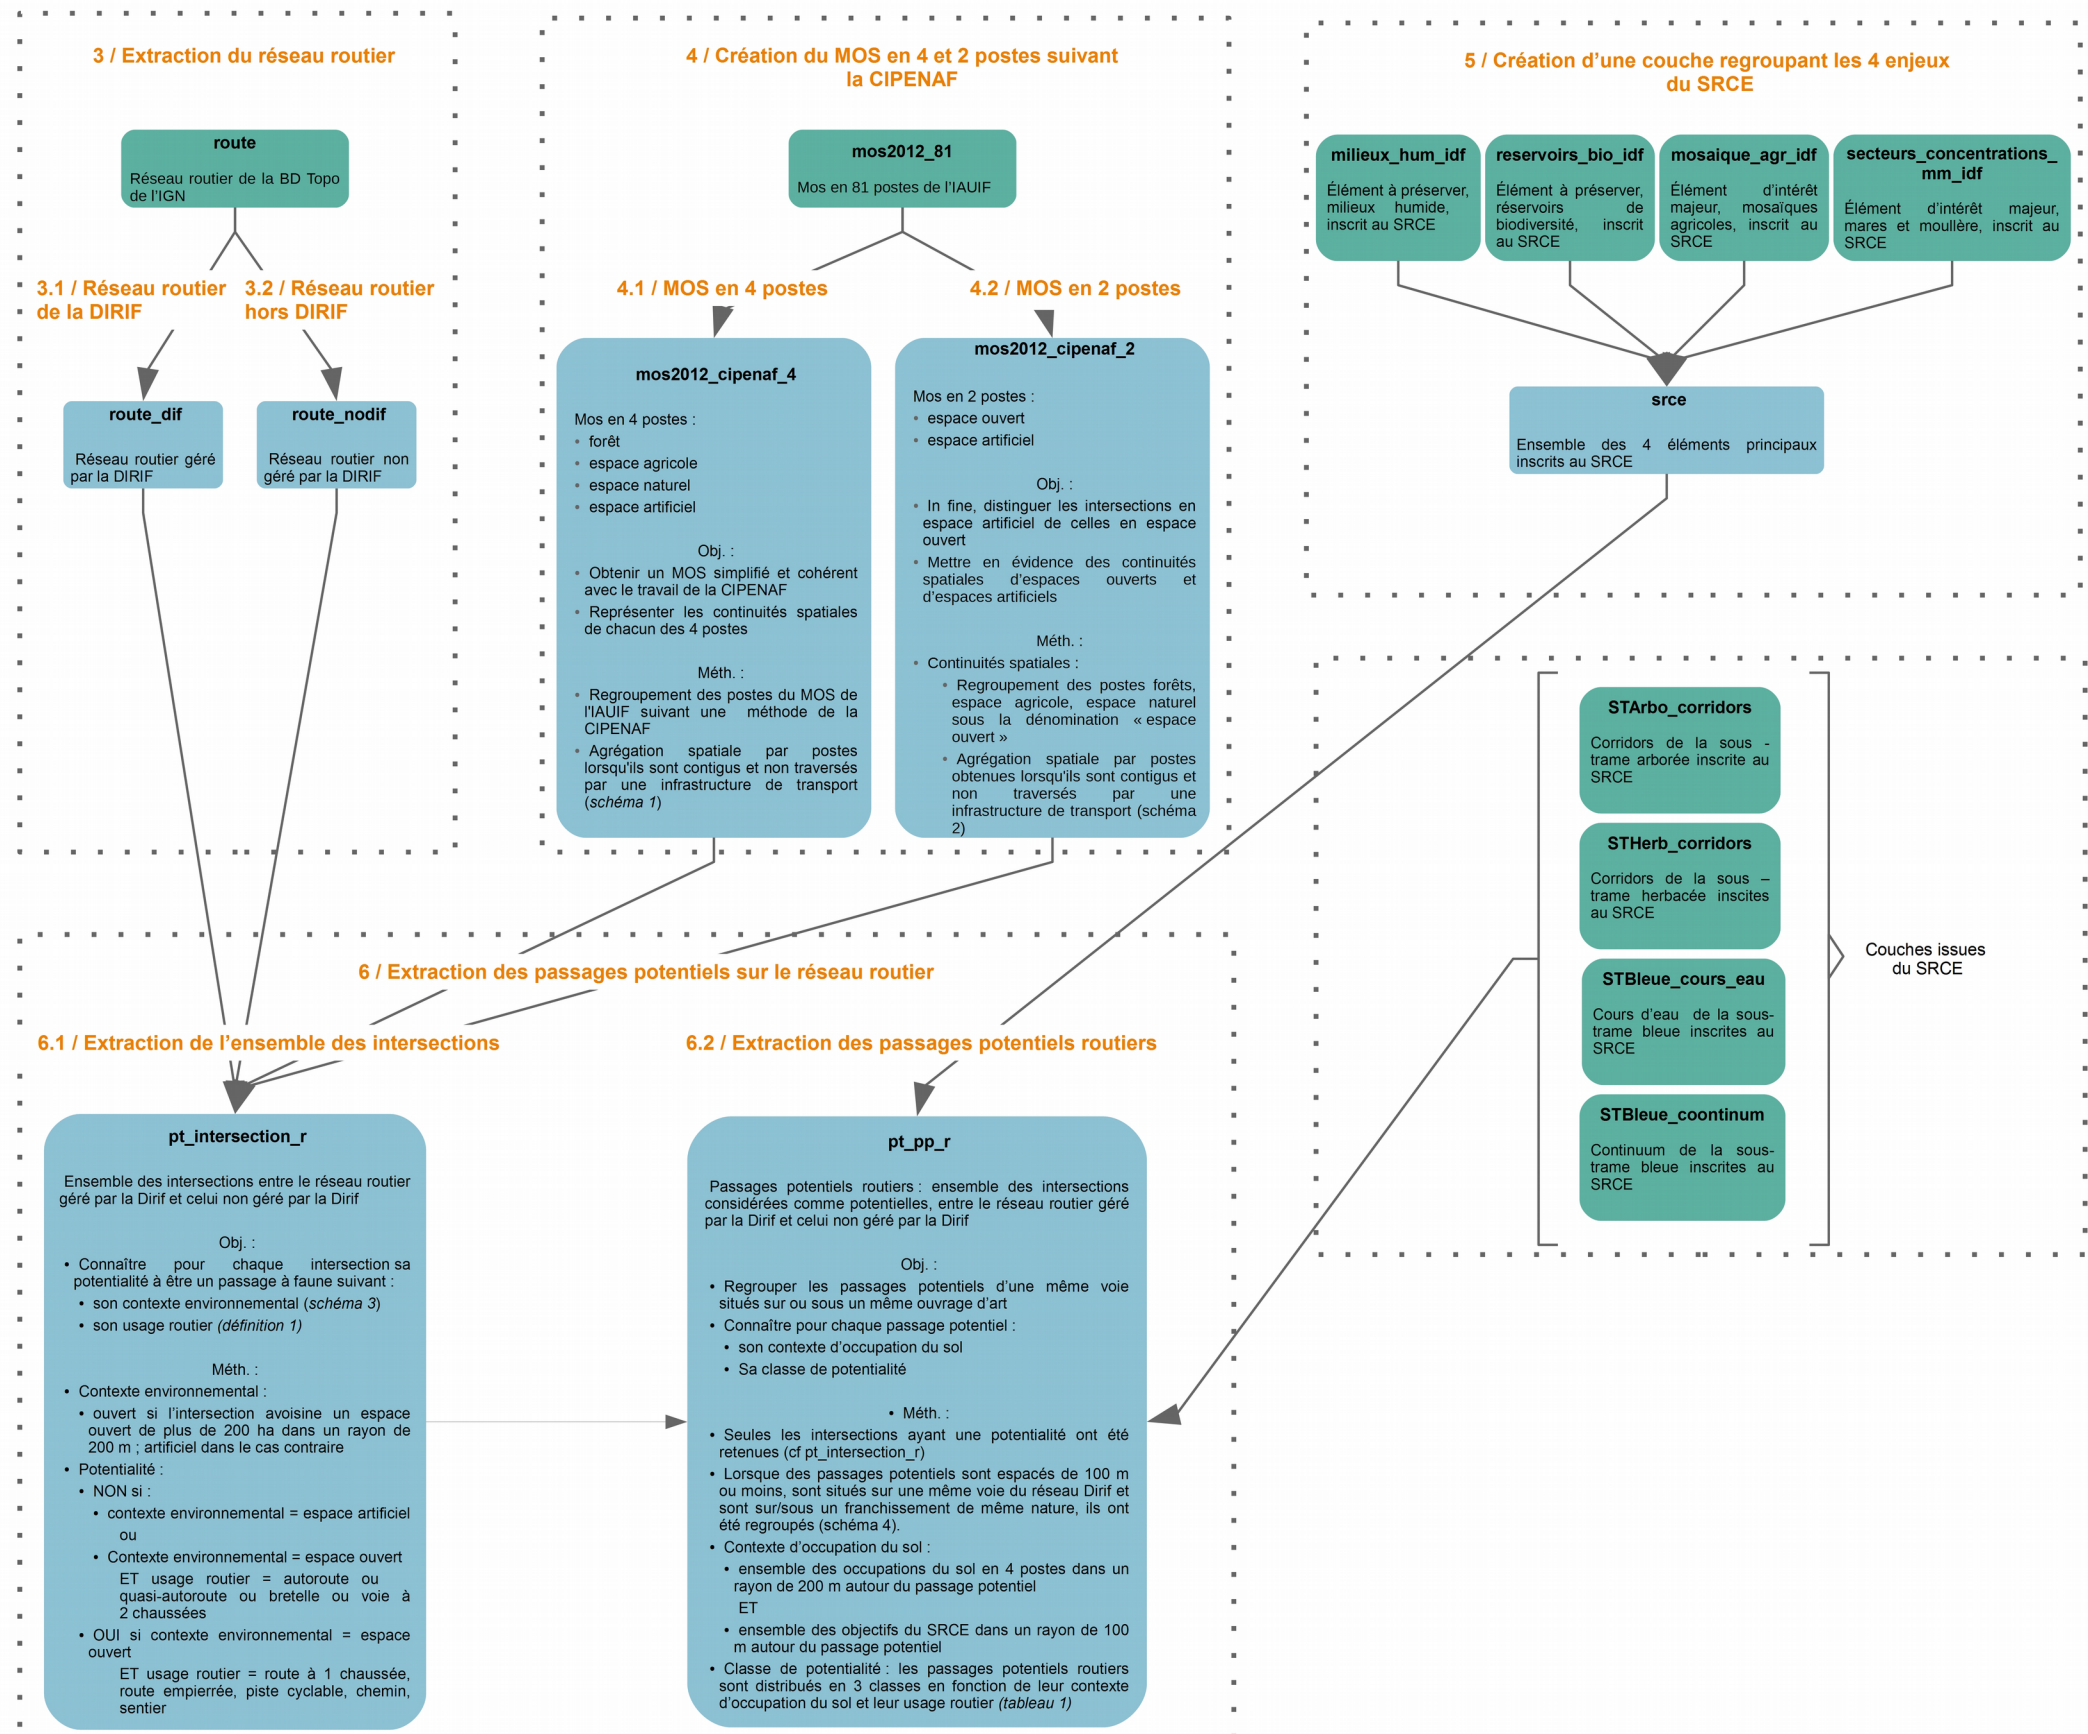 3 / Extraction du réseau routier
route
Réseau routier de la BD Topo
de l'IGN
3.1 / Réseau routier
de la DIRIF
3.2 / Réseau routier
hors DIRIF
route_dif
Réseau routier géré
par la DIRIF
route_nodif
Réseau routier non
géré par la DIRIF
4 / Création du MOS en 4 et 2 postes suivant
la CIPENAF
mos2012_81
Mos en 81 postes de l'IAUIF
4.1 / MOS en 4 postes
4.2 / MOS en 2 postes
mos2012_cipenaf_4
Mos en 4 postes :
• forêt
• espace agricole
• espace naturel
• espace artificiel
Obj. :
• Obtenir un MOS simplifié et cohérent
avec le travail de la CIPENAF
• Représenter les continuités spatiales
de chacun des 4 postes
Méth. :
• Regroupement des postes du MOS de
l'IAUIF suivant une méthode de la
CIPENAF
• Agrégation spatiale par postes
lorsqu'ils sont contigus et non traversés
par une infrastructure de transport
(schéma 1)
mos2012_cipenaf_2
Mos en 2 postes :
• espace ouvert
• espace artificiel
Obj. :
• In fine, distinguer les intersections en
espace artificiel de celles en espace
ouvert
• Mettre en évidence des continuités
spatiales d'espaces ouverts et
d'espaces artificiels
Méth. :
• Continuités spatiales :
• Regroupement des postes forêts,
espace agricole, espace naturel
sous la dénomination « espace
ouvert »
• Agrégation spatiale par postes
obtenues lorsqu'ils sont contigus et
non traversés par une
infrastructure de transport (schéma
2)
5 / Création d'une couche regroupant les 4 enjeux
du SRCE
milieux_hum_idf
Élément à préserver,
milieux humide,
inscrit au SRCE
reservoirs_bio_idf
Élément à préserver,
réservoirs de
biodiversité, inscrit
au SRCE
mosaique_agr_idf
Élément d'intérêt
majeur, mosaïques
agricoles, inscrit au
SRCE
secteurs_concentrations_
mm_idf
Élément d'intérêt majeur,
mares et moullère, inscrit au
SRCE
srce
Ensemble des 4 éléments principaux
inscrits au SRCE
STArbo_corridors
Corridors de la sous -
trame arborée inscrite au
SRCE
STHerb_corridors
Corridors de la sous –
trame herbacée inscites
au SRCE
STBleue_cours_eau
Cours d'eau de la sous-
trame bleue inscrites au
SRCE
STBleue_coontinum
Continuum de la sous-
trame bleue inscrites au
SRCE
Couches issues
du SRCE
6 / Extraction des passages potentiels sur le réseau routier
6.1 / Extraction de l'ensemble des intersections
6.2 / Extraction des passages potentiels routiers
pt_intersection_r
Ensemble des intersections entre le réseau routier
géré par la Dirif et celui non géré par la Dirif
Obj. :
• Connaître pour chaque intersection sa
potentialité à être un passage à faune suivant :
• son contexte environnemental (schéma 3)
• son usage routier (définition 1)
Méth. :
• Contexte environnemental :
• ouvert si l'intersection avoisine un espace
ouvert de plus de 200 ha dans un rayon de
200 m ; artificiel dans le cas contraire
• Potentialité :
• NON si :
• contexte environnemental = espace artificiel
ou
• Contexte environnemental = espace ouvert
ET usage routier = autoroute ou
quasi-autoroute ou bretelle ou voie à
2 chaussées
• OUI si contexte environnemental = espace
ouvert
ET usage routier = route à 1 chaussée,
route empierrée, piste cyclable, chemin,
sentier
pt_pp_r
Passages potentiels routiers : ensemble des intersections
considérées comme potentielles, entre le réseau routier géré
par la Dirif et celui non géré par la Dirif
Obj. :
• Regrouper les passages potentiels d'une même voie
situés sur ou sous un même ouvrage d'art
• Connaître pour chaque passage potentiel :
• son contexte d'occupation du sol
• Sa classe de potentialité
• Méth. :
• Seules les intersections ayant une potentialité ont été
retenues (cf pt_intersection_r)
• Lorsque des passages potentiels sont espacés de 100 m
ou moins, sont situés sur une même voie du réseau Dirif et
sont sur/sous un franchissement de même nature, ils ont
été regroupés (schéma 4).
• Contexte d'occupation du sol :
• ensemble des occupations du sol en 4 postes dans un
rayon de 200 m autour du passage potentiel
ET
• ensemble des objectifs du SRCE dans un rayon de 100
m autour du passage potentiel
• Classe de potentialité : les passages potentiels routiers
sont distribués en 3 classes en fonction de leur contexte
d'occupation du sol et leur usage routier (tableau 1)